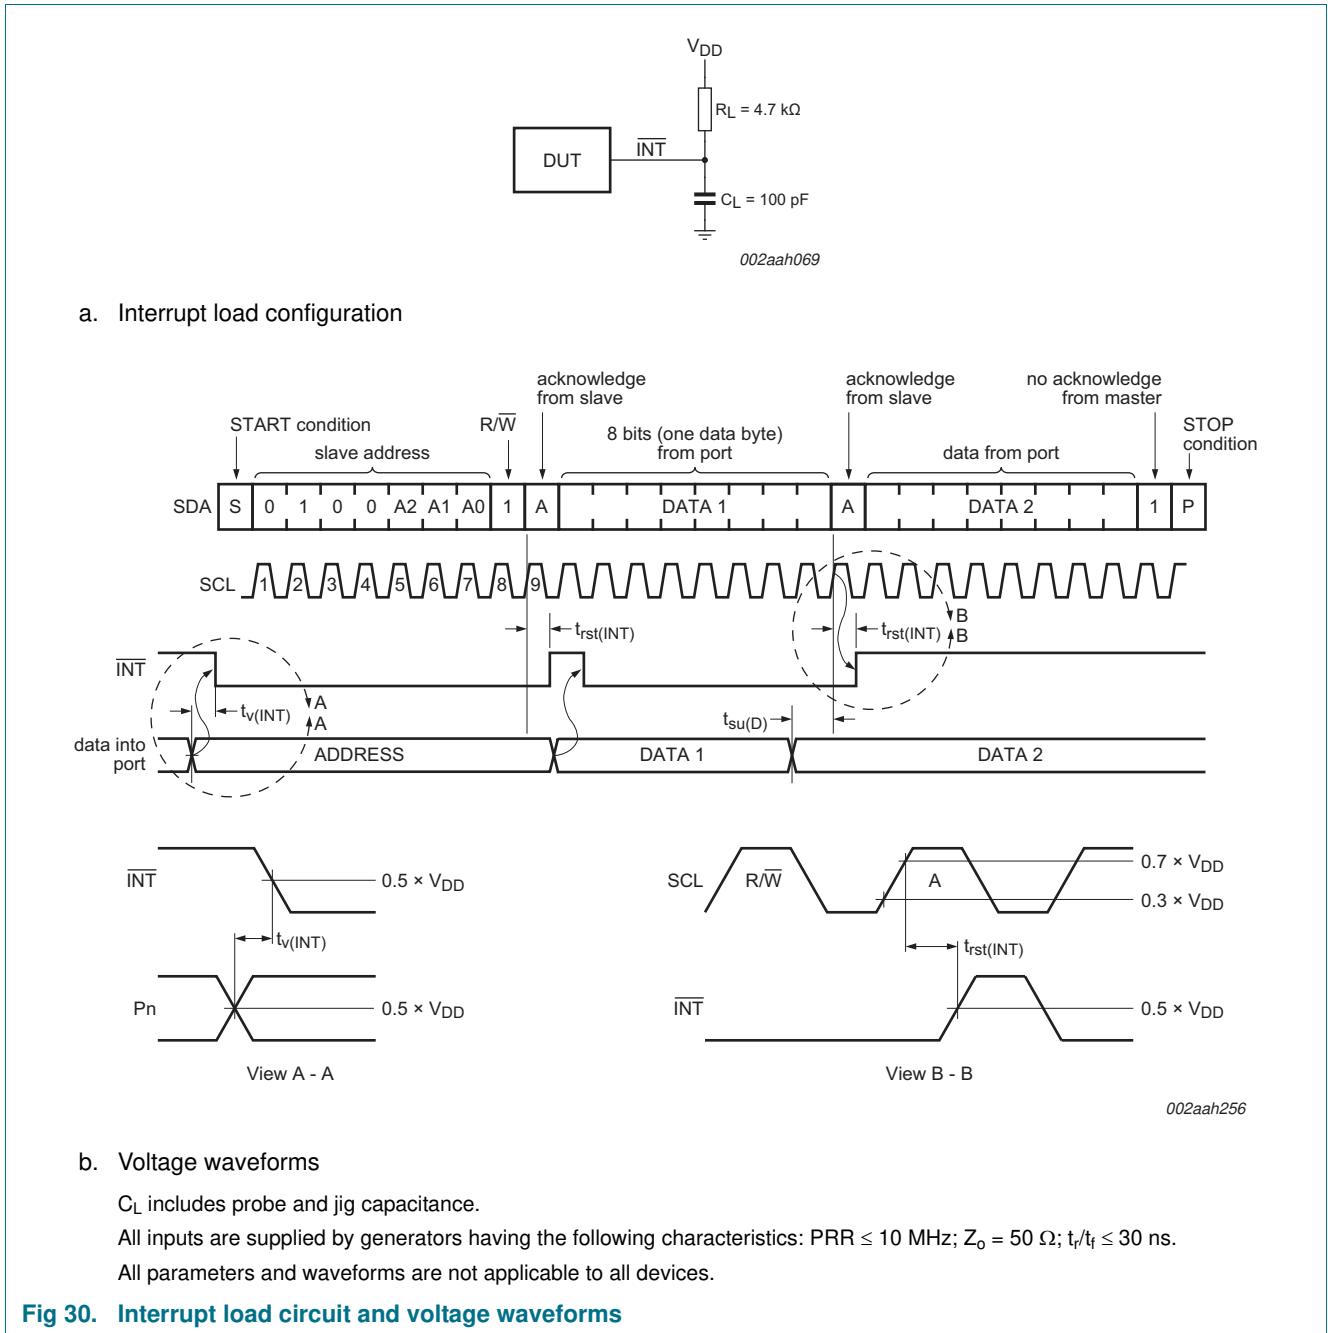 VDD
RL = 4.7 kΩ
DUT
INT
CL = 100 pF
002aah069
a. Interrupt load configuration
acknowledge
from slave
acknowledge
from slave
no acknowledge
from master
START condition
R/W
8 bits (one data byte)
from port
STOP
condition
slave address
data from port
SDA S 0 1 0 0 A2 A1 A0 1 A DATA 1 A DATA 2 1 P
SCL 1 2 3 4 5 6 7 8 9
B
trst(INT)
trst(INT)
B
INT
A
tv(INT)
A
tsu(D)
data into
port
ADDRESS
DATA 1
DATA 2
INT
0.5 × VDD
tv(INT)
Pn
0.5 × VDD
View A - A
SCL
R/W
A
0.7 × VDD
0.3 × VDD
trst(INT)
INT
0.5 × VDD
View B - B
002aah256
b. Voltage waveforms
CL includes probe and jig capacitance.
All inputs are supplied by generators having the following characteristics: PRR ≤ 10 MHz; Zo = 50 Ω; tr/tf ≤ 30 ns.
All parameters and waveforms are not applicable to all devices.
Fig 30. Interrupt load circuit and voltage waveforms